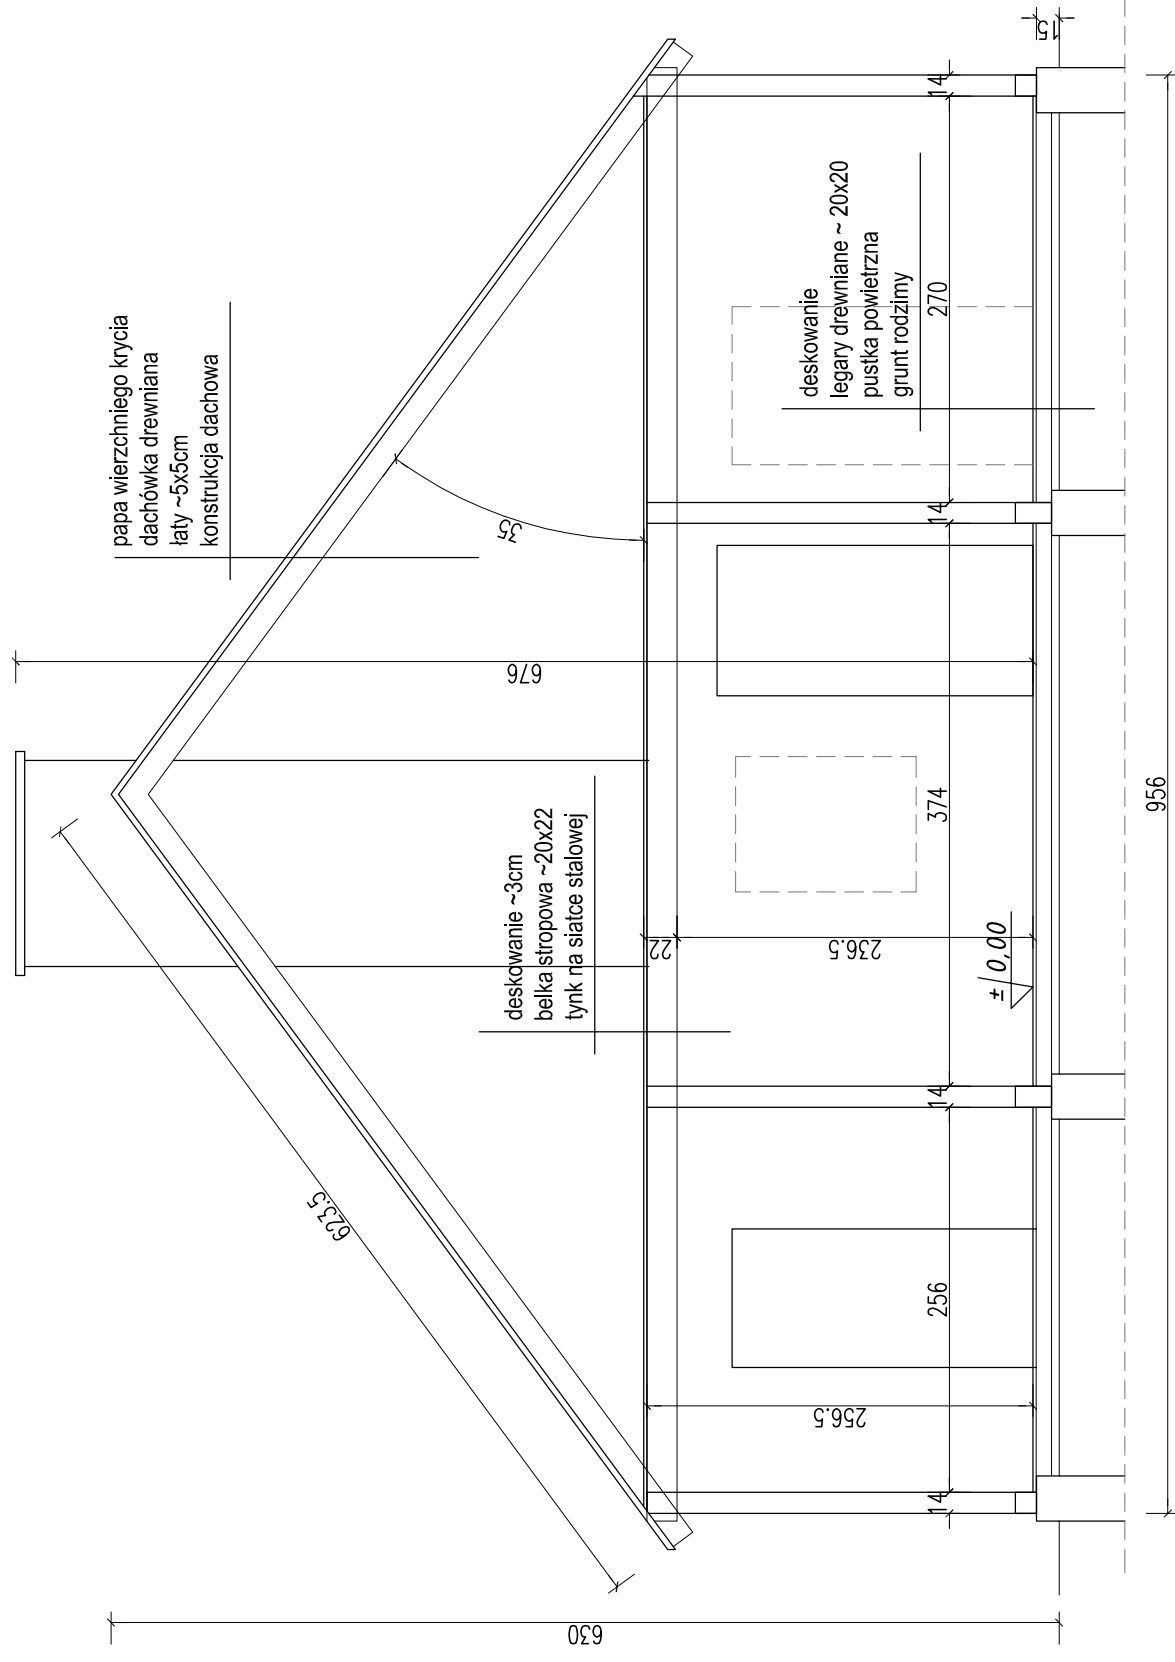 papa wierzchniego krycia
dachówka drewniana
łaty ~5x5cm
konstrukcja dachowa
deskowanie ~3cm
belka stropowa ~20x22
tynk na siatce stalowej
deskowanie
legary drewniane ~ 20x20
pustka powietrzna
grunt rodzimy
35
676
623.5
630
22
236.5
256.5
± 0,00
14
256
14
374
14
270
14
15
956